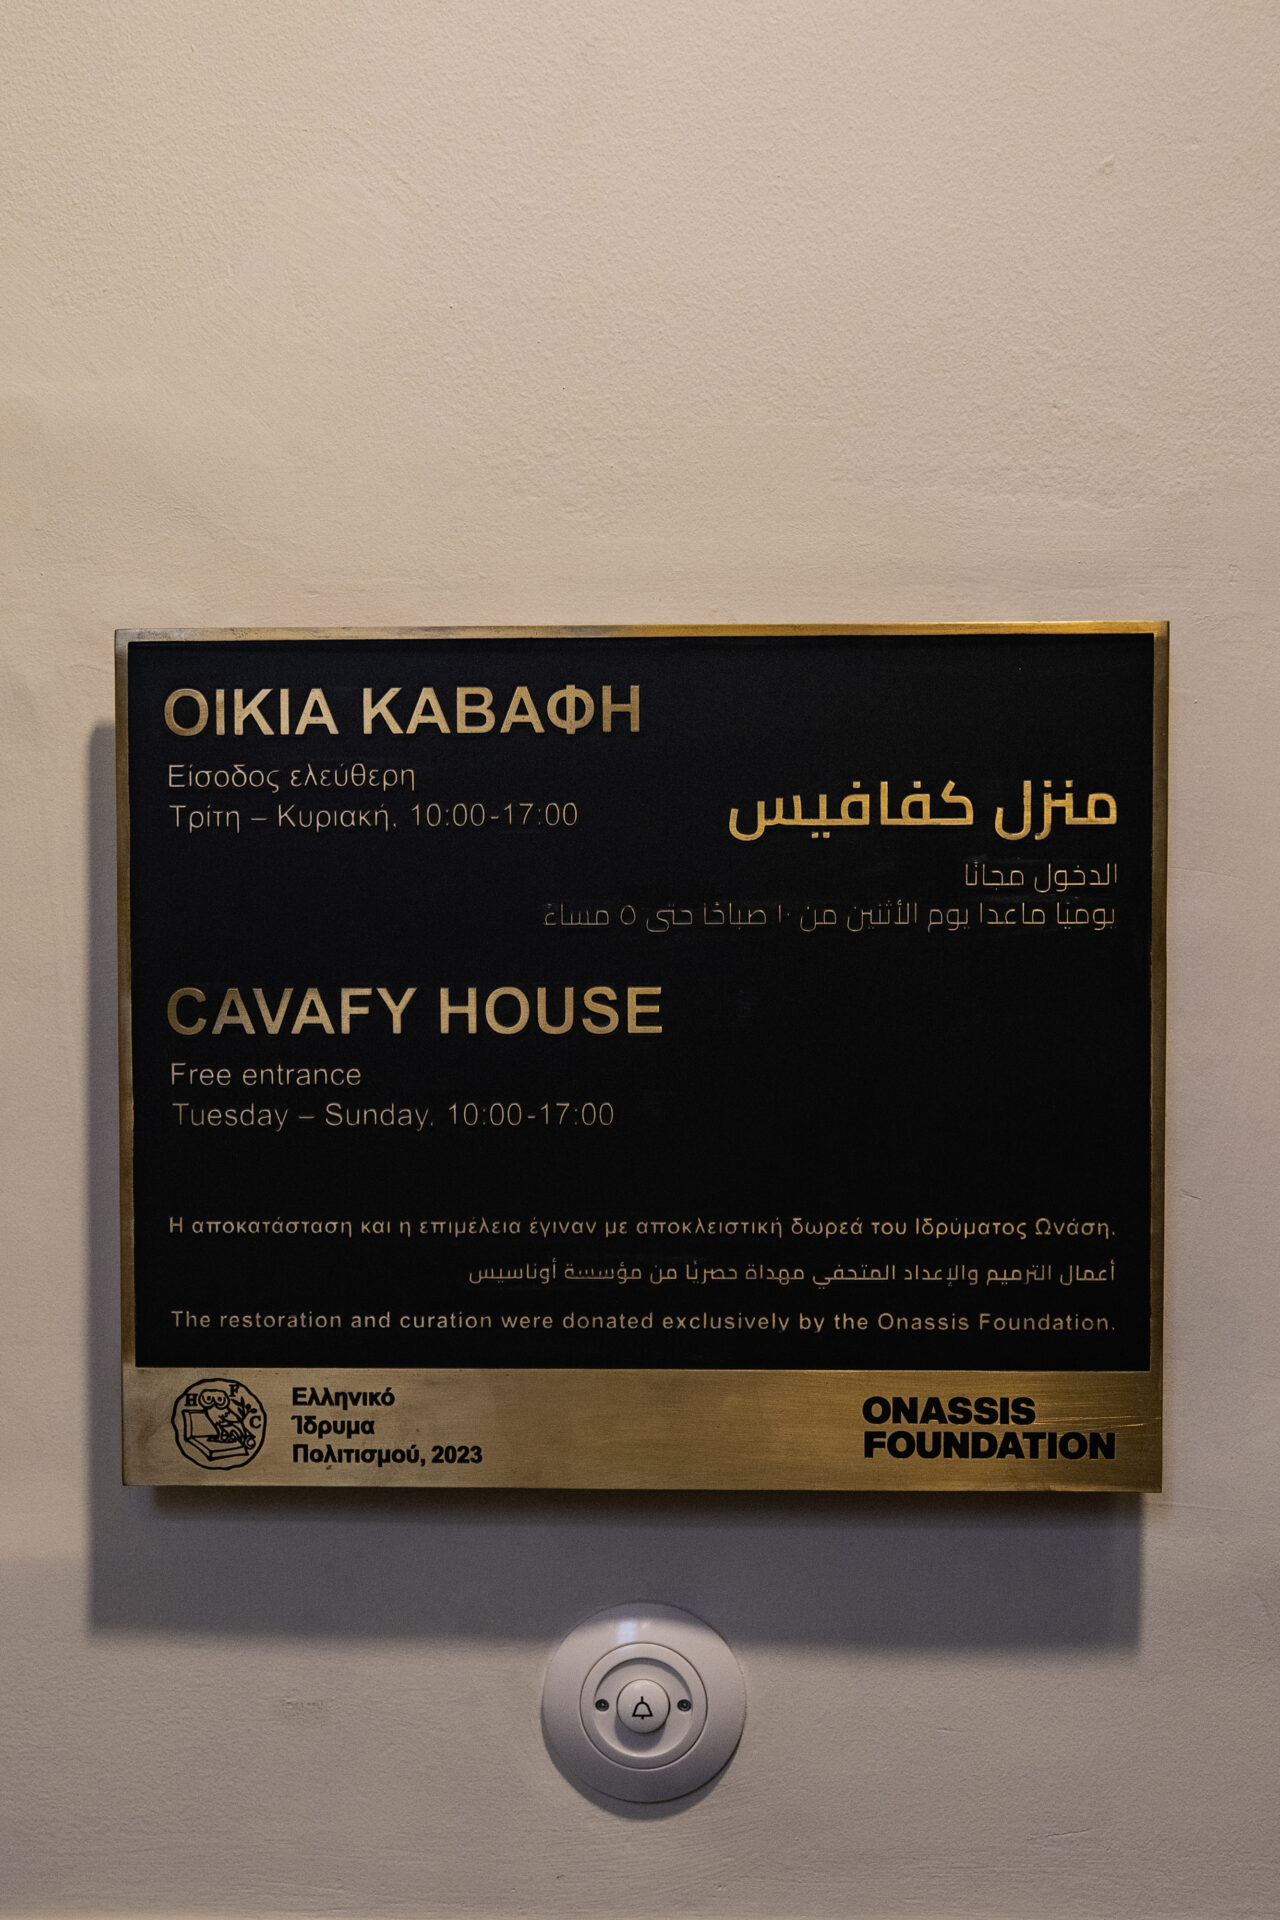 ΟΙΚΙΑ ΚΑΒΑΦΗ
Είσοδος ελεύθερη
Τρίτη – Κυριακή, 10:00-17:00
منزل كفافيس
الدخول مجانًا
يوميًا ماعدا يوم الأثنين من ١٠ صباحًا حتى ٥ مساءً
CAVAFY HOUSE
Free entrance
Tuesday – Sunday, 10:00-17:00
Η αποκατάσταση και η επιμέλεια έγιναν με αποκλειστική δωρεά του Ιδρύματος Ωνάση.
أعمال الترميم والإعداد المتحفي مهداة حصريًا من مؤسسة أوناسيس
The restoration and curation were donated exclusively by the Onassis Foundation.
H F C
Ελληνικό
Ίδρυμα
Πολιτισμού, 2023
ONASSIS
FOUNDATION